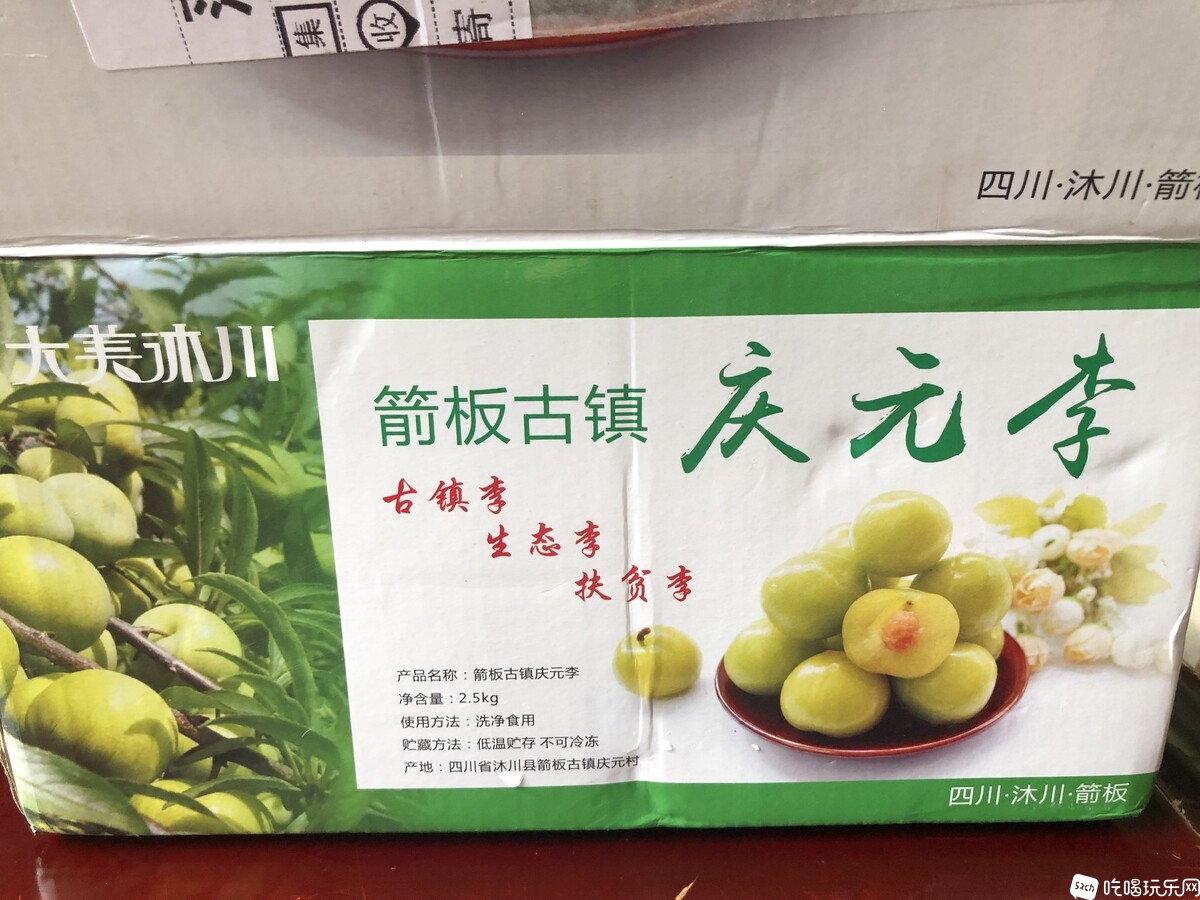 集
收
寄
四川·沐川·箭板
大美沐川
箭板古镇 庆元李
古镇李
生态李
扶贫李
产品名称：箭板古镇庆元李
净含量：2.5kg
使用方法：洗净食用
贮藏方法：低温贮存 不可冷冻
产地：四川省沐川县箭板古镇庆元村
四川·沐川·箭板
52ch 吃喝玩乐网